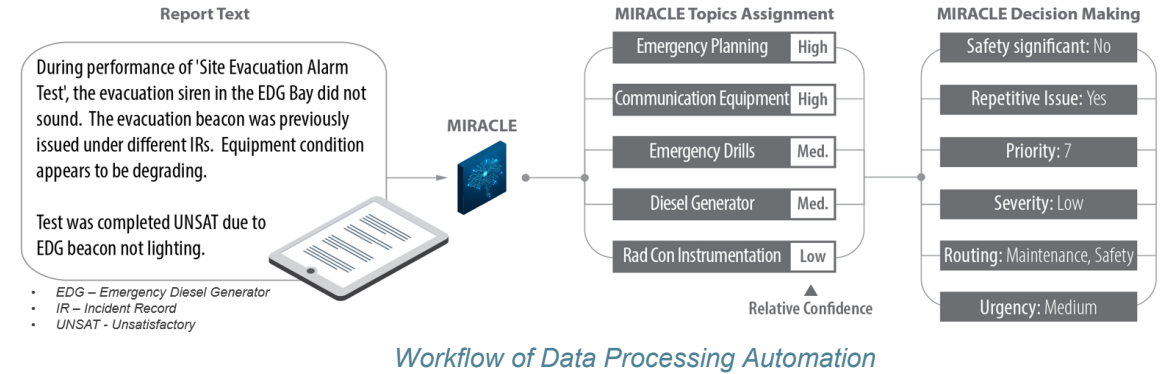 Report Text
During performance of 'Site Evacuation Alarm
Test', the evacuation siren in the EDG Bay did not
sound. The evacuation beacon was previously
issued under different IRs. Equipment condition
appears to be degrading.
Test was completed UNSAT due to
EDG beacon not lighting.
• EDG – Emergency Diesel Generator
• IR – Incident Record
• UNSAT - Unsatisfactory
MIRACLE
MIRACLE Topics Assignment
Emergency Planning High
Communication Equipment High
Emergency Drills Med.
Diesel Generator Med.
Rad Con Instrumentation Low
Relative Confidence
MIRACLE Decision Making
Safety significant: No
Repetitive Issue: Yes
Priority: 7
Severity: Low
Routing: Maintenance, Safety
Urgency: Medium
Workflow of Data Processing Automation